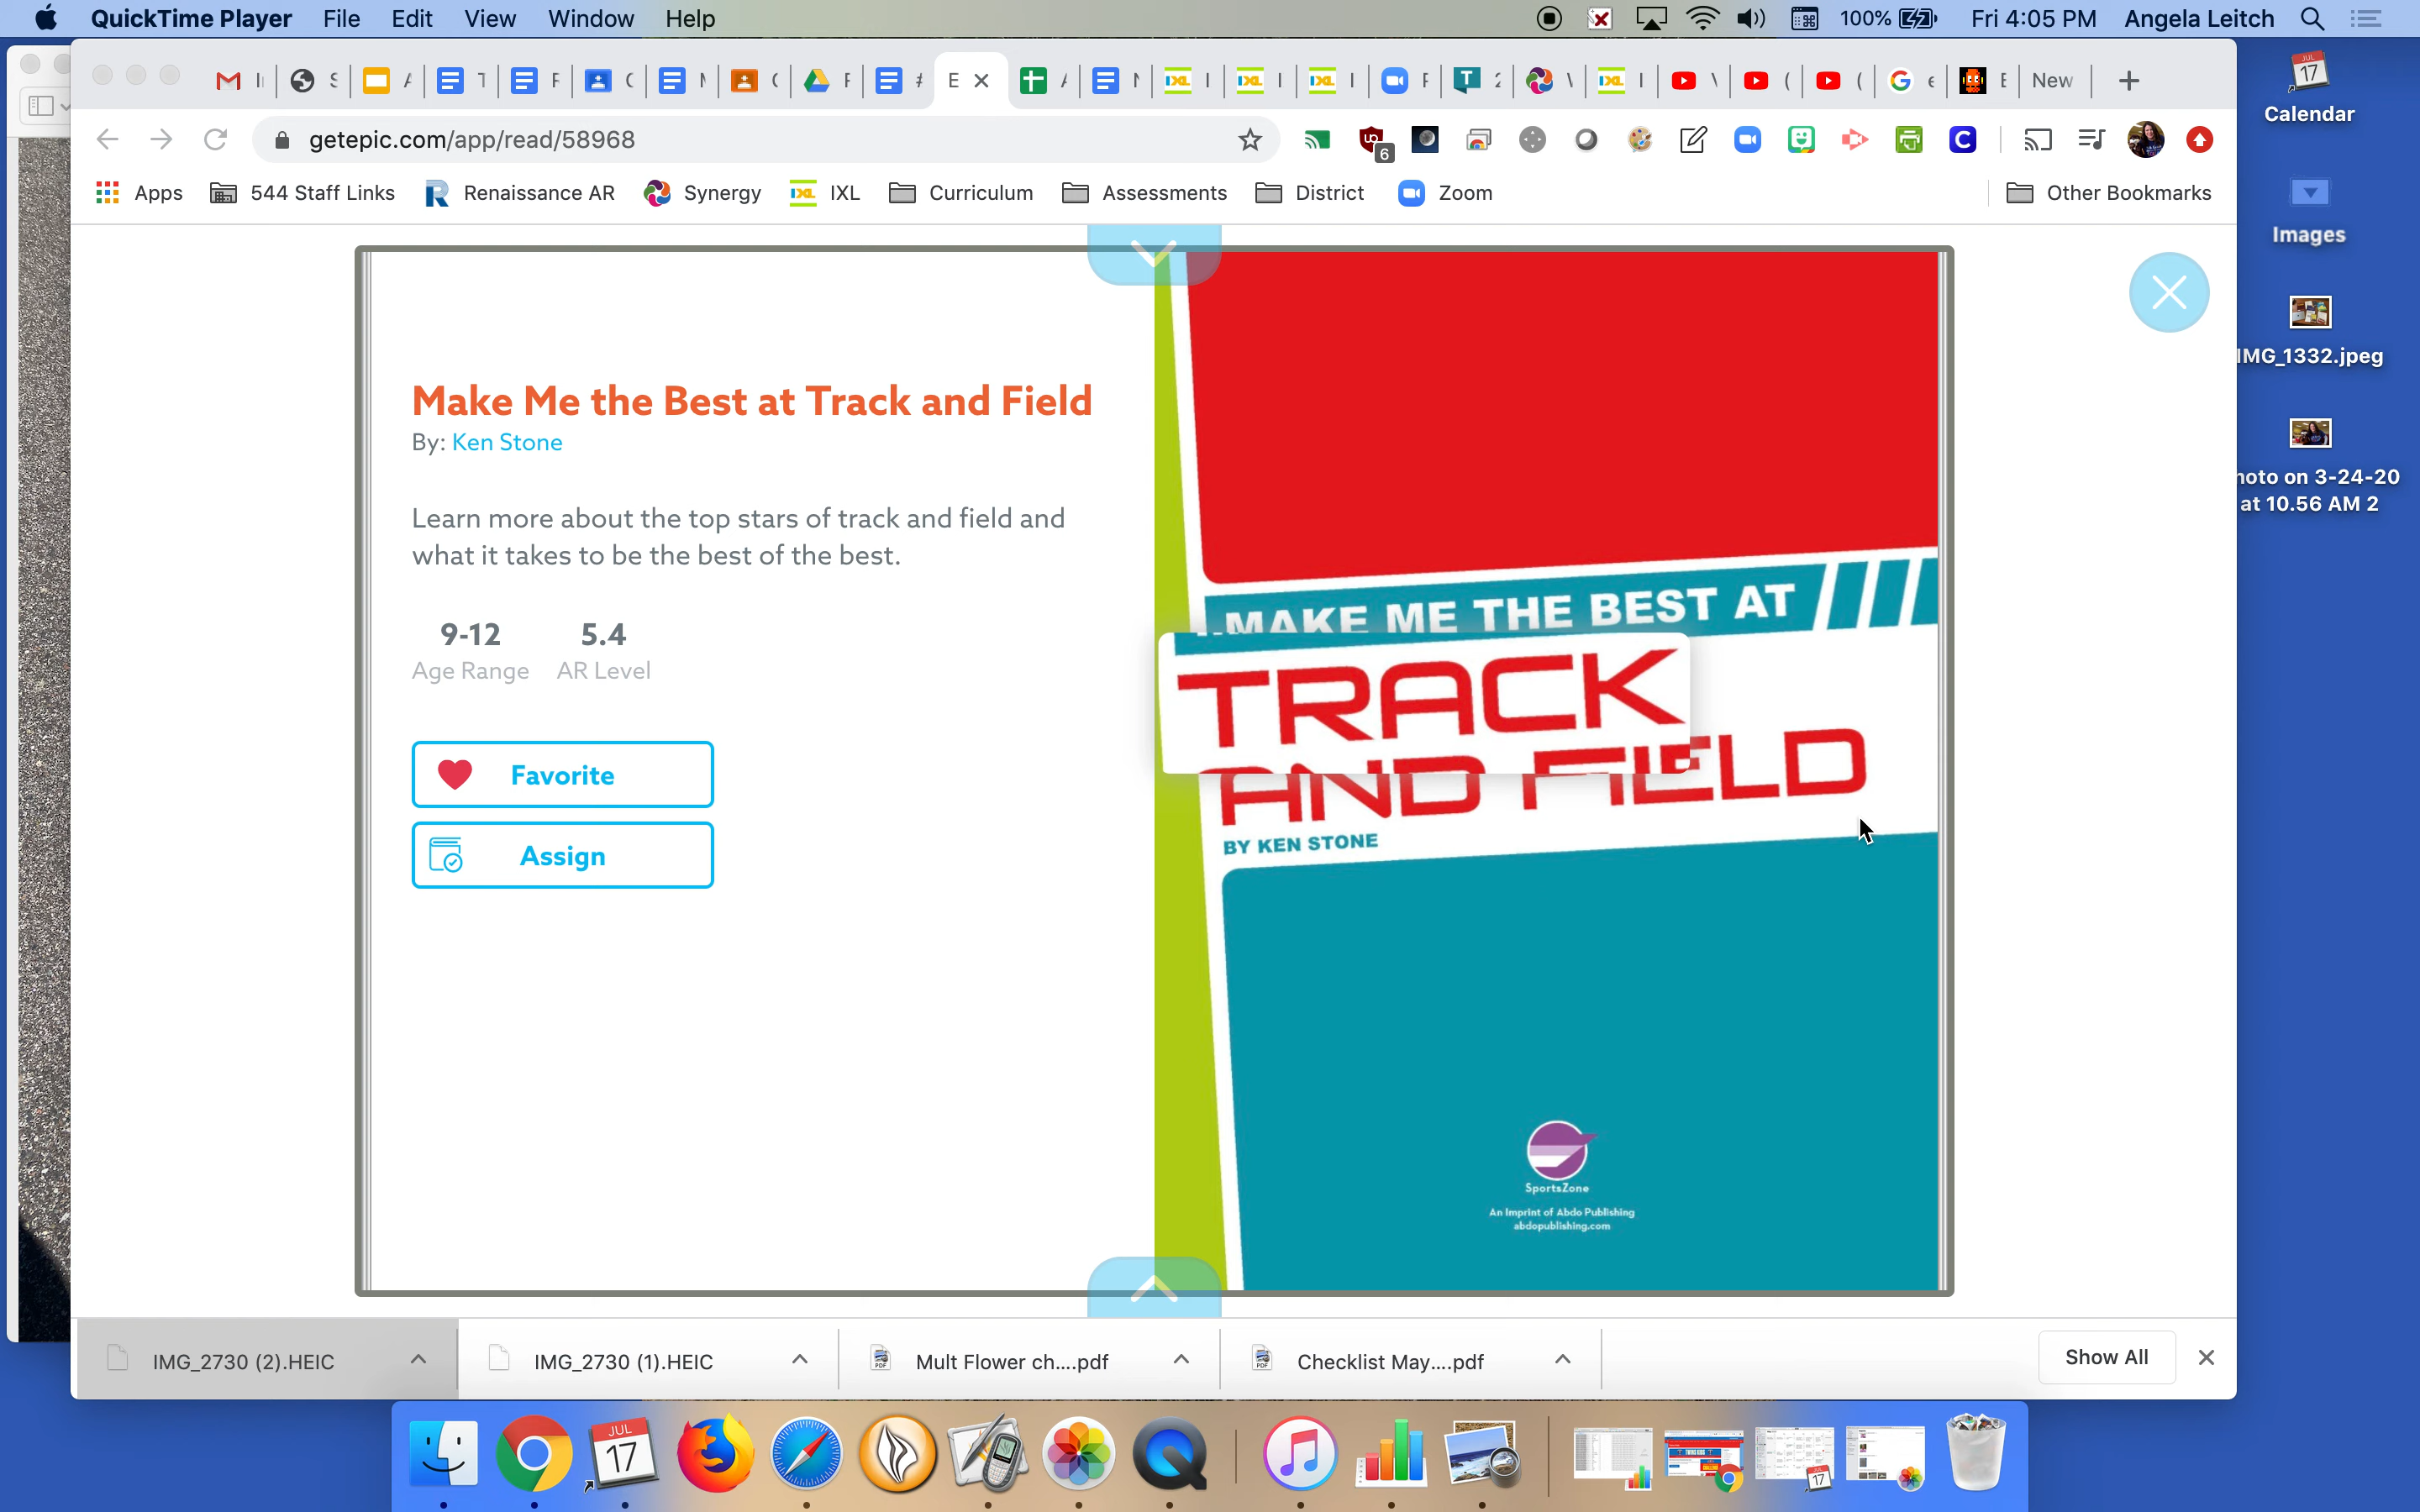 QuickTime Player File Edit View Window Help 100% Fri 4:05 PM Angela Leitch
New
getepic.com/app/read/58968
6
Apps 544 Staff Links Renaissance AR Synergy IXL IXL Curriculum Assessments District Zoom Other Bookmarks
JUL
17
Calendar
Images
IMG_1332.jpeg
hoto on 3-24-20
at 10.56 AM 2
Make Me the Best at Track and Field
By: Ken Stone
Learn more about the top stars of track and field and
what it takes to be the best of the best.
9-12 5.4
Age Range AR Level
Favorite
Assign
MAKE ME THE BEST AT
TRACK
AND FIELD
BY KEN STONE
SportsZone
An Imprint of Abdo Publishing
abdopublishing.com
IMG_2730 (2).HEIC IMG_2730 (1).HEIC Mult Flower ch....pdf Checklist May....pdf Show All
JUL
17